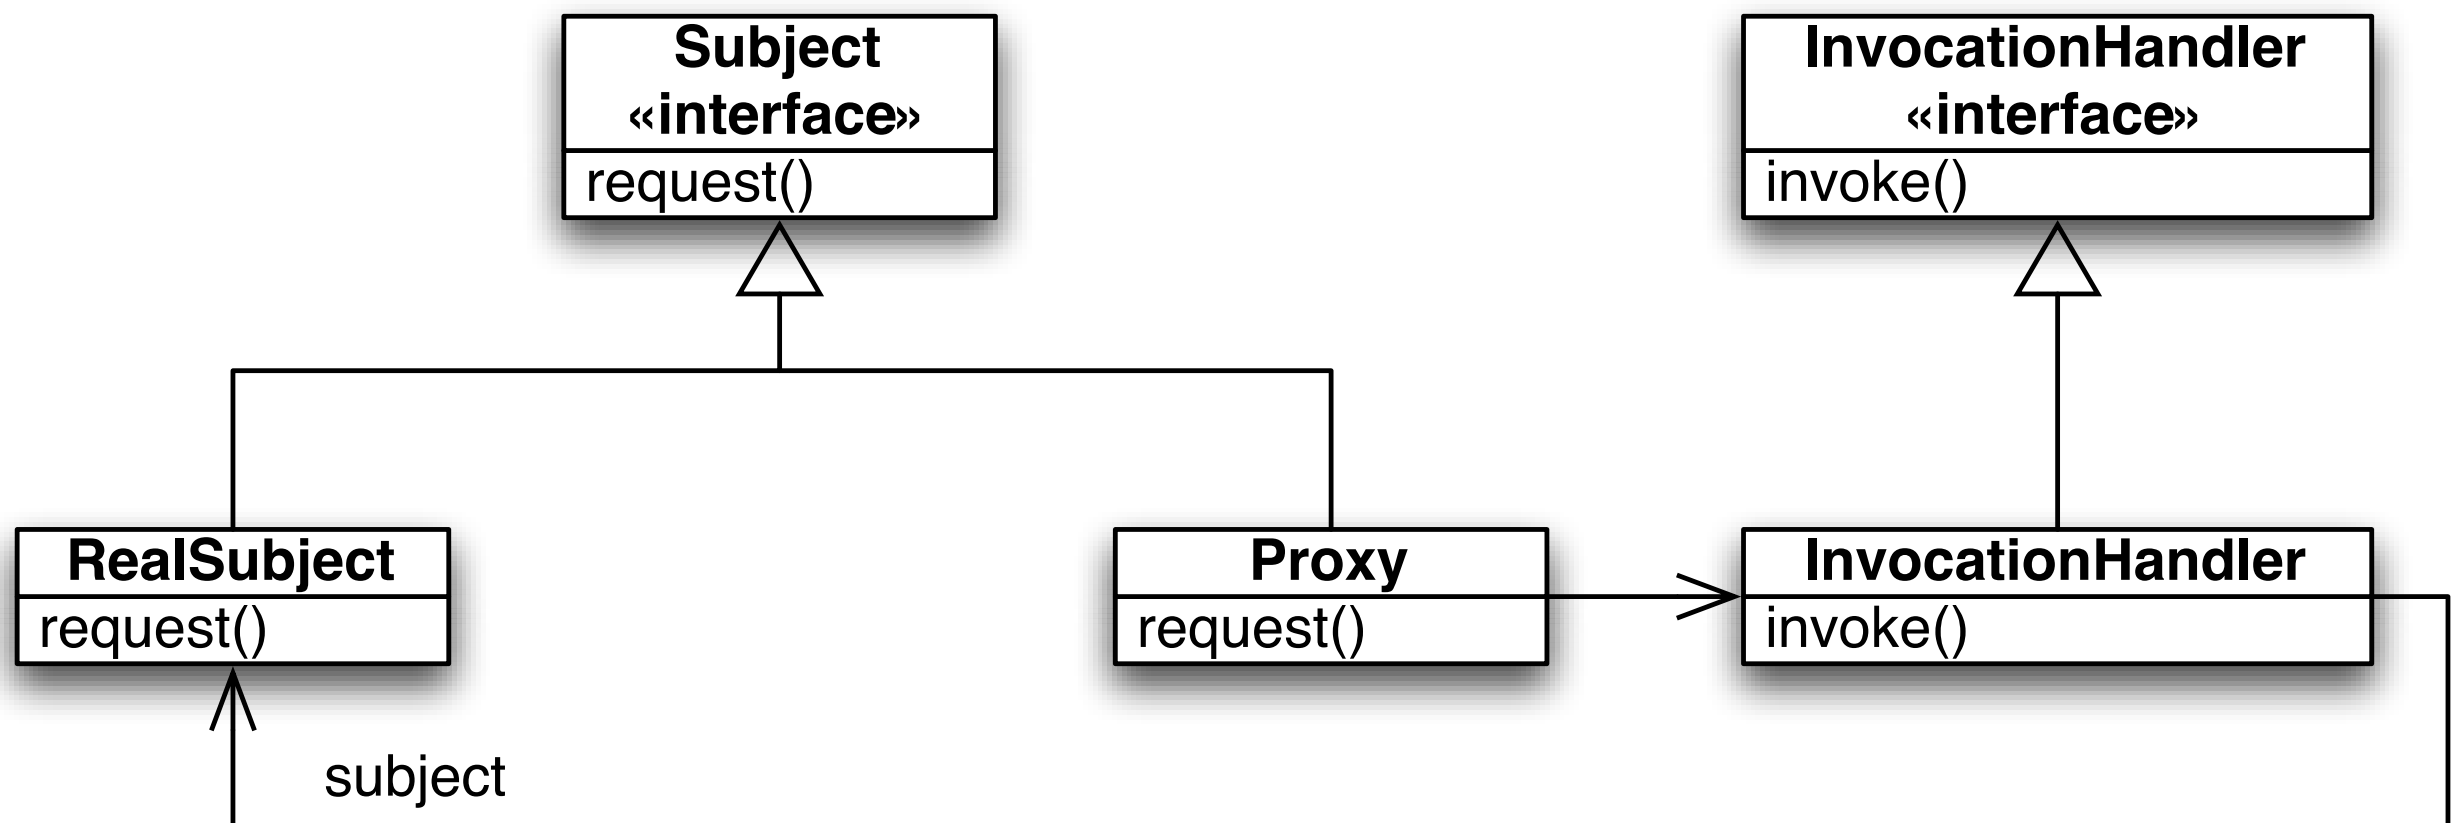 Subject
«interface»
request()
InvocationHandler
«interface»
invoke()
RealSubject
request()
Proxy
request()
InvocationHandler
invoke()
subject